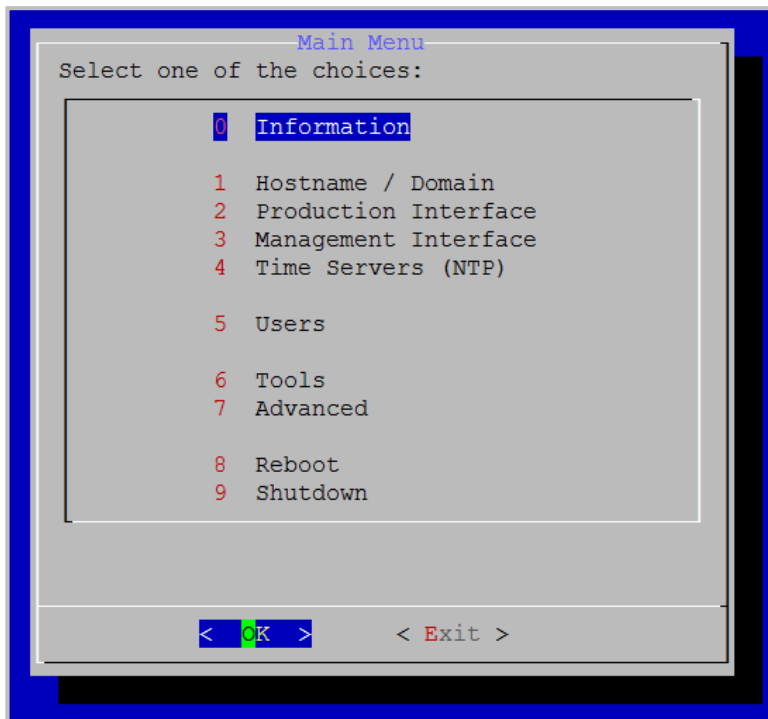 Main Menu
Select one of the choices:
0 Information
1 Hostname / Domain
2 Production Interface
3 Management Interface
4 Time Servers (NTP)
5 Users
6 Tools
7 Advanced
8 Reboot
9 Shutdown
< OK > < Exit >